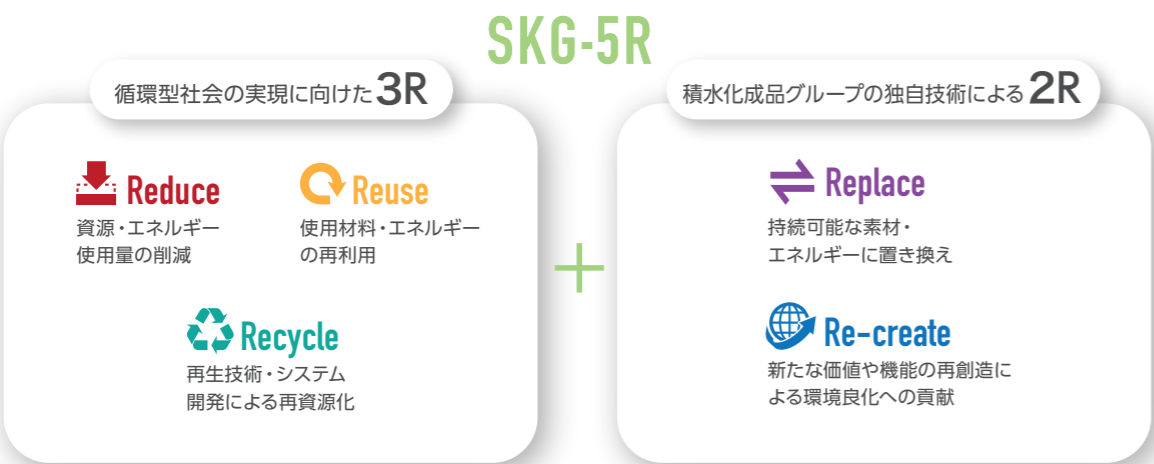 SKG-5R
循環型社会の実現に向けた3R
Reduce
資源・エネルギー
使用量の削減
Reuse
使用材料・エネルギー
の再利用
Recycle
再生技術・システム
開発による再資源化
+
積水化成品グループの独自技術による2R
Replace
持続可能な素材・
エネルギーに置き換え
Re-create
新たな価値や機能の再創造に
よる環境良化への貢献